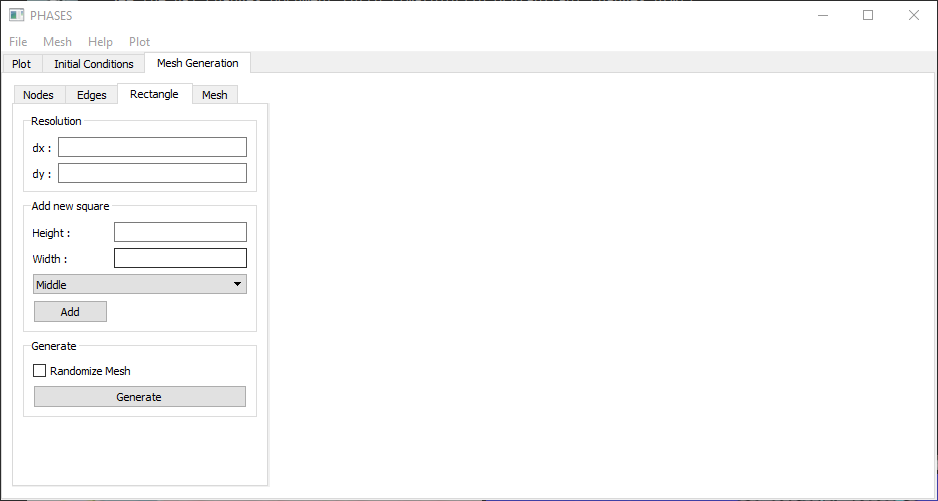 PHASES
File Mesh Help Plot
Plot Initial Conditions Mesh Generation
Nodes Edges Rectangle Mesh
Resolution
dx :
dy :
Add new square
Height :
Width :
Middle
Add
Generate
Randomize Mesh
Generate